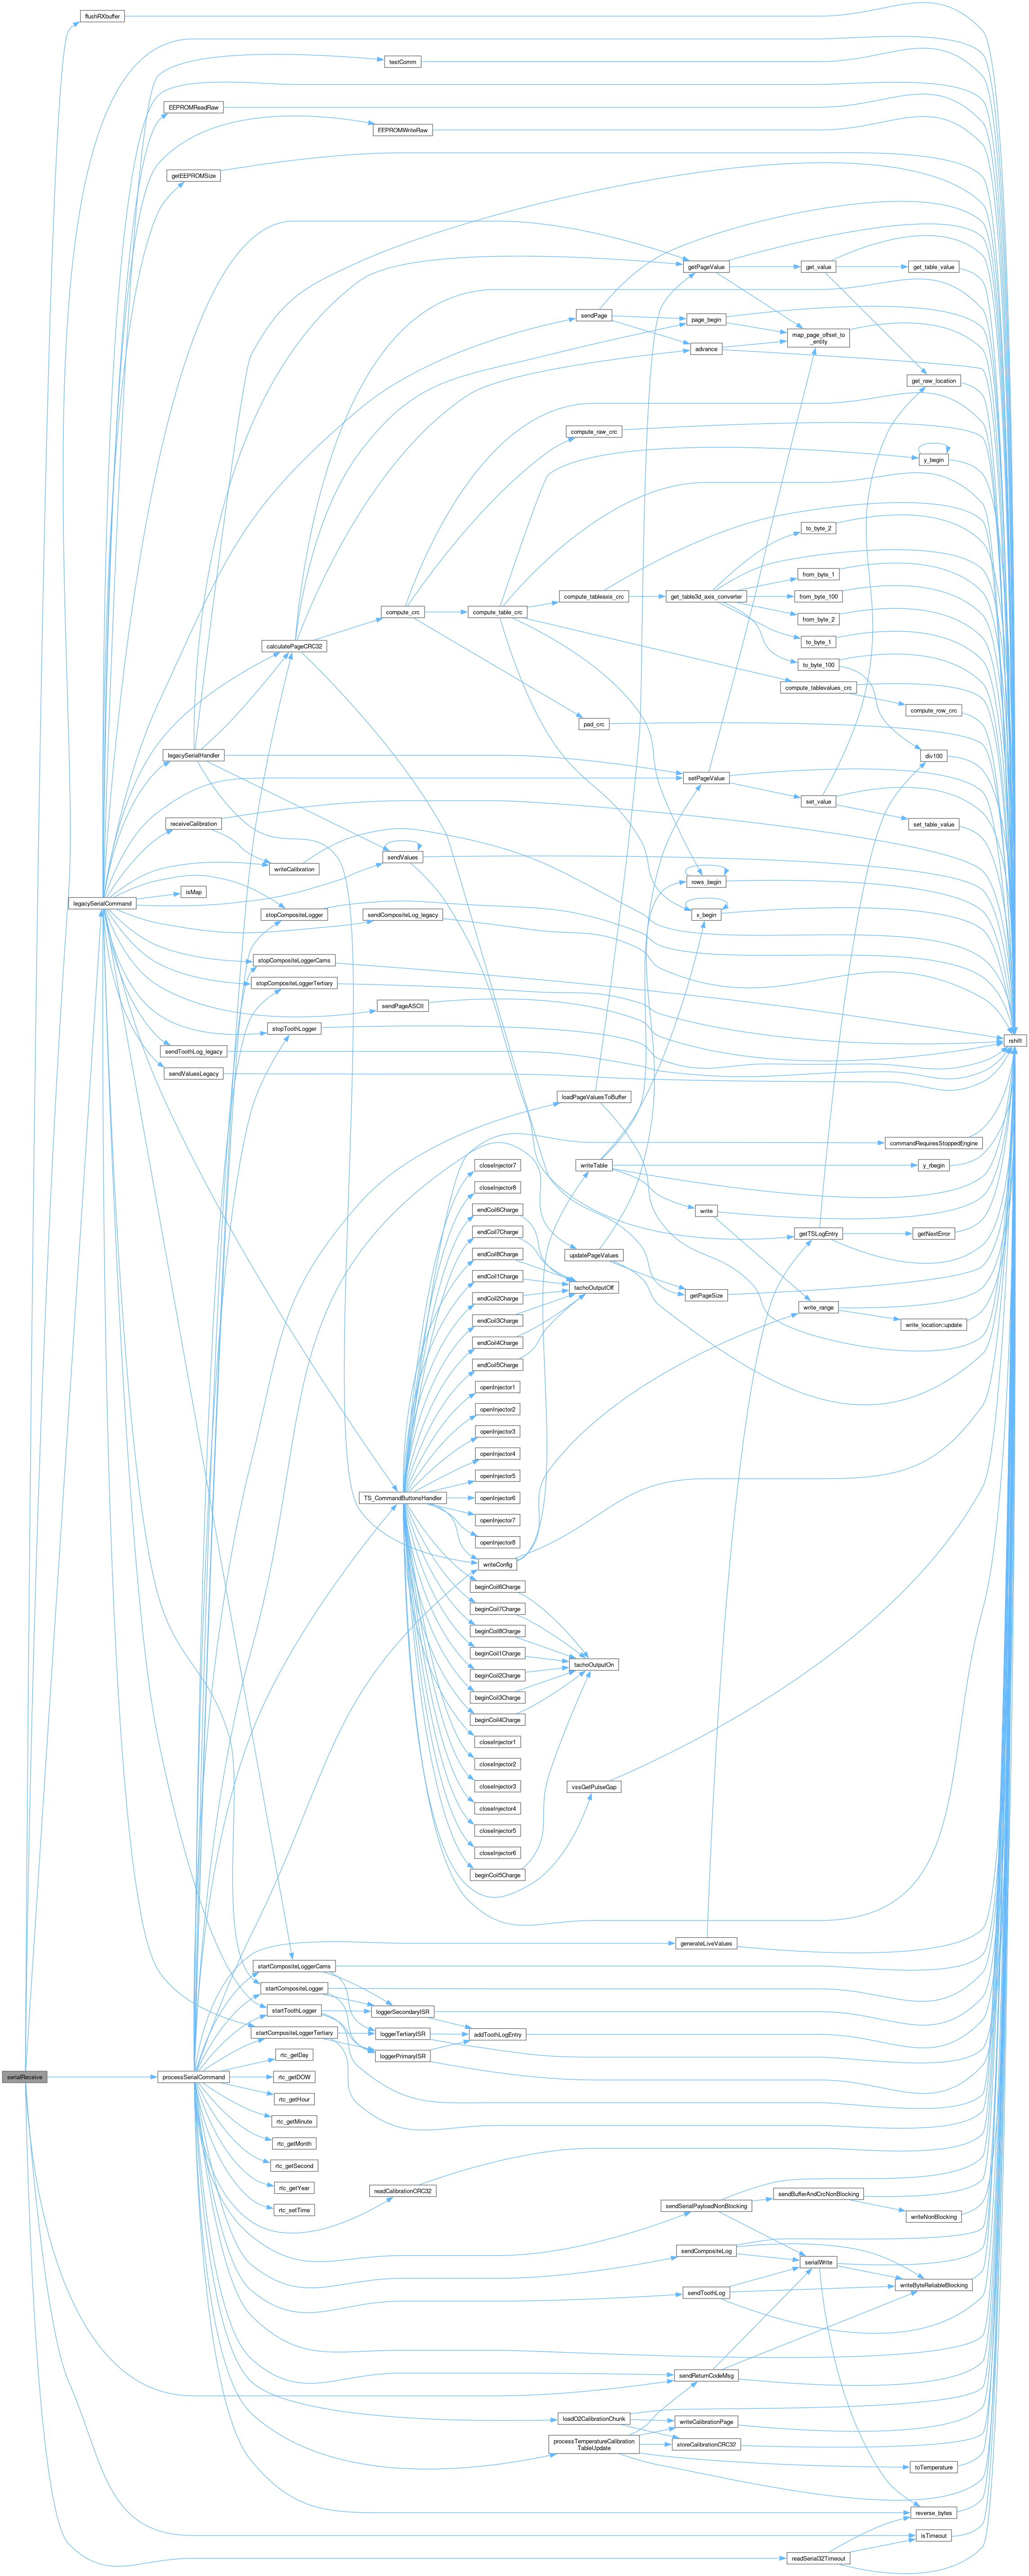 flushRXbuffer
testComm
EEPROMReadRaw
EEPROMWriteRaw
getEEPROMSize
getPageValue
get_value
get_table_value
sendPage
page_begin
map_page_offset_to
_entity
advance
get_raw_location
compute_raw_crc
y_begin
to_byte_2
from_byte_1
compute_tableaxis_crc
get_table3d_axis_converter
from_byte_100
compute_crc
compute_table_crc
from_byte_2
to_byte_1
calculatePageCRC32
to_byte_100
compute_tablevalues_crc
compute_row_crc
pad_crc
legacySerialHandler
div100
setPageValue
set_value
receiveCalibration
set_table_value
sendValues
writeCalibration
rows_begin
isMap
legacySerialCommand
stopCompositeLogger
sendCompositeLog_legacy
x_begin
stopCompositeLoggerCams
stopCompositeLoggerTertiary
sendPageASCII
stopToothLogger
rshift
sendToothLog_legacy
sendValuesLegacy
loadPageValuesToBuffer
commandRequiresStoppedEngine
closeInjector7
writeTable
y_rbegin
closeInjector8
endCoil6Charge
write
endCoil7Charge
getTSLogEntry
getNextError
endCoil8Charge
updatePageValues
endCoil1Charge
tachoOutputOff
getPageSize
endCoil2Charge
write_range
endCoil3Charge
write_location::update
endCoil4Charge
endCoil5Charge
openInjector1
openInjector2
openInjector3
openInjector4
openInjector5
TS_CommandButtonsHandler
openInjector6
openInjector7
openInjector8
writeConfig
beginCoil6Charge
beginCoil7Charge
beginCoil8Charge
beginCoil1Charge
tachoOutputOn
beginCoil2Charge
beginCoil3Charge
beginCoil4Charge
closeInjector1
closeInjector2
closeInjector3
vssGetPulseGap
closeInjector4
closeInjector5
closeInjector6
beginCoil5Charge
generateLiveValues
startCompositeLoggerCams
startCompositeLogger
startToothLogger
loggerSecondaryISR
startCompositeLoggerTertiary
loggerTertiaryISR
addToothLogEntry
rtc_getDay
loggerPrimaryISR
serialReceive
processSerialCommand
rtc_getDOW
rtc_getHour
rtc_getMinute
rtc_getMonth
rtc_getSecond
rtc_getYear
readCalibrationCRC32
sendBufferAndCrcNonBlocking
rtc_setTime
sendSerialPayloadNonBlocking
writeNonBlocking
sendCompositeLog
serialWrite
writeByteReliableBlocking
sendToothLog
sendReturnCodeMsg
loadO2CalibrationChunk
writeCalibrationPage
processTemperatureCalibration
TableUpdate
storeCalibrationCRC32
toTemperature
reverse_bytes
isTimeout
readSerial32Timeout